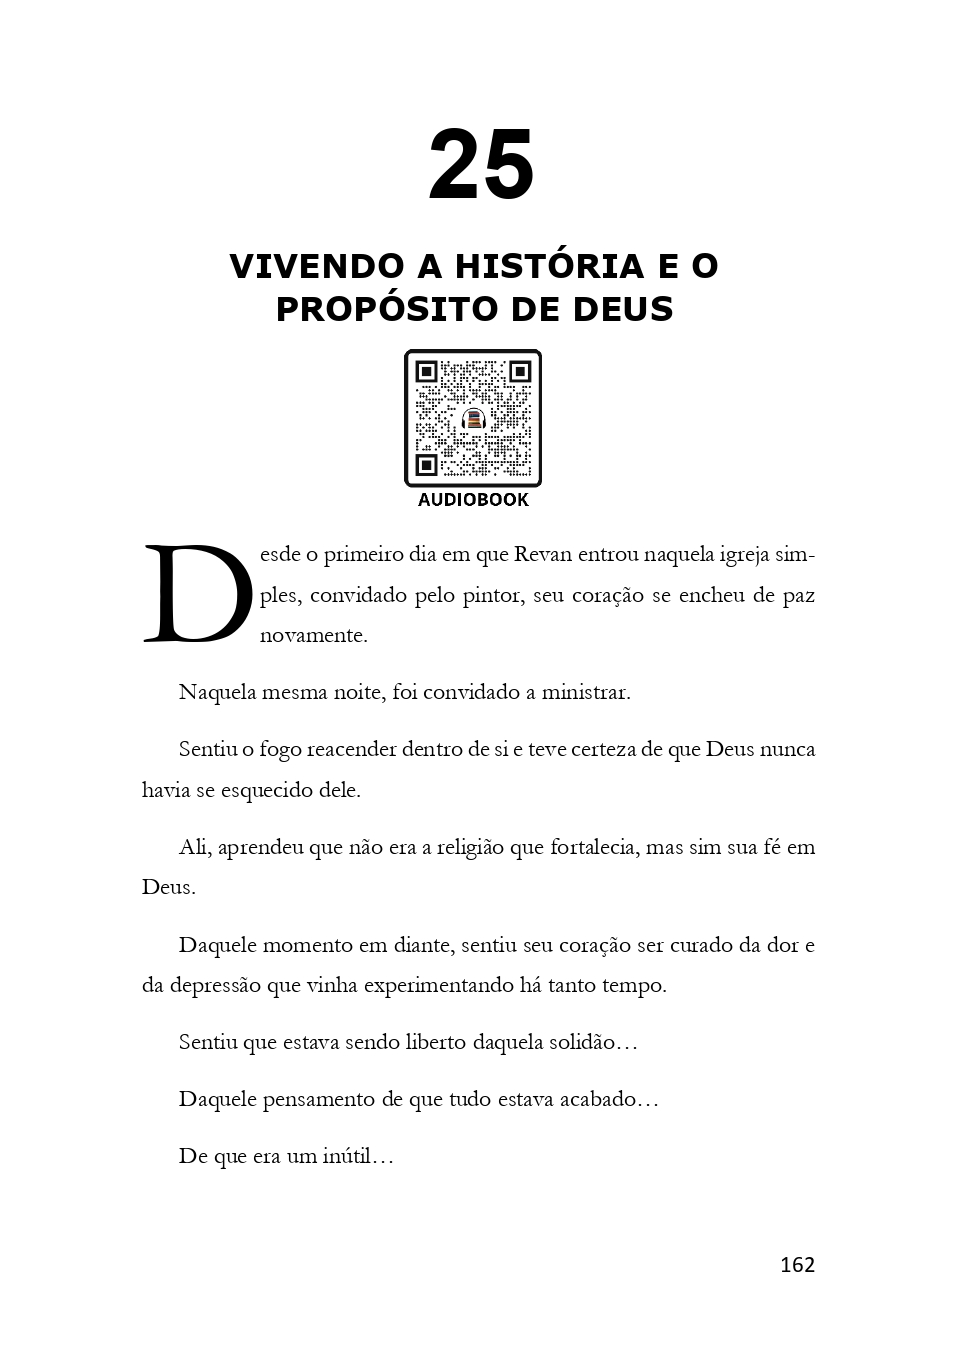 25
VIVENDO A HISTÓRIA E O
PROPÓSITO DE DEUS
AUDIOBOOK
Desde o primeiro dia em que Revan entrou naquela igreja sim-
ples, convidado pelo pintor, seu coração se encheu de paz
novamente.
Naquela mesma noite, foi convidado a ministrar.
Sentiu o fogo reacender dentro de si e teve certeza de que Deus nunca
havia se esquecido dele.
Ali, aprendeu que não era a religião que fortalecia, mas sim sua fé em
Deus.
Daquele momento em diante, sentiu seu coração ser curado da dor e
da depressão que vinha experimentando há tanto tempo.
Sentiu que estava sendo liberto daquela solidão…
Daquele pensamento de que tudo estava acabado…
De que era um inútil…
162